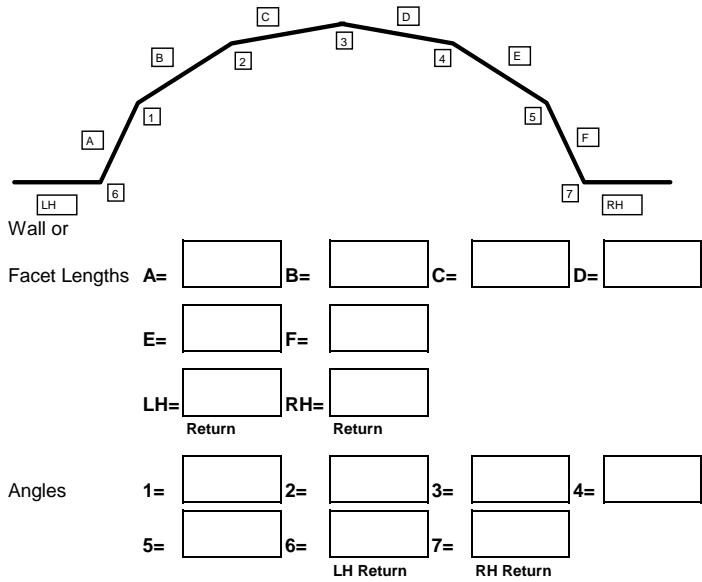 C D
3
B 2 4 E
1 5
A F
6 7
LH RH
Wall or
Facet Lengths A= B= C= D=
E= F=
LH= RH=
Return Return
Angles 1= 2= 3= 4=
5= 6= 7=
LH Return RH Return